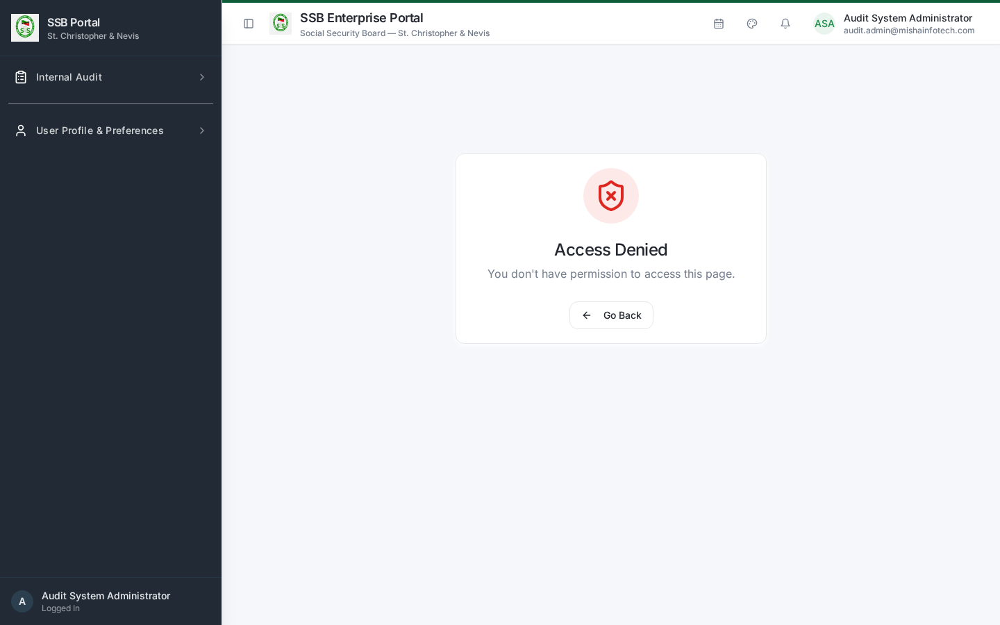 SSB Portal
St. Christopher & Nevis
Internal Audit
User Profile & Preferences
Audit System Administrator
Logged In
A
SSB Enterprise Portal
Social Security Board — St. Christopher & Nevis
ASA
Audit System Administrator
audit.admin@mishainfotech.com
Access Denied
You don't have permission to access this page.
Go Back